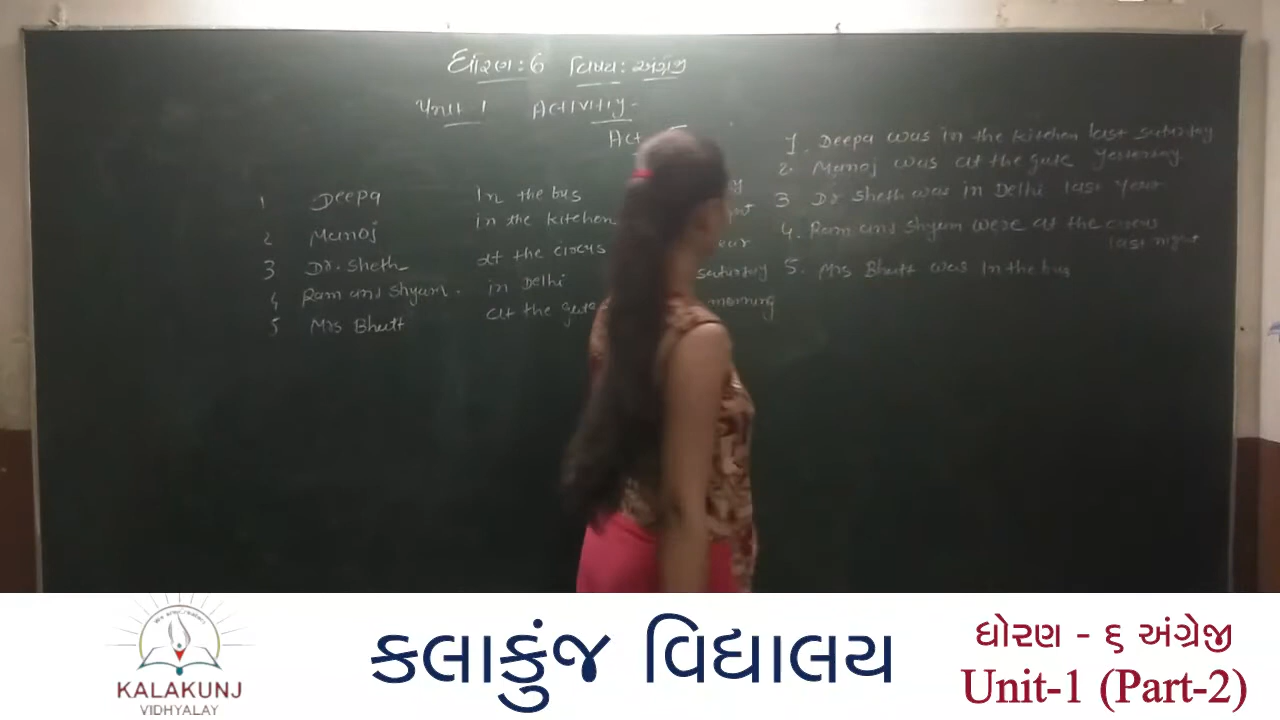 ધોરણ : 6 વિષય : અંગ્રેજી
યુનિટ 1 Activity -
Act
1 Deepa In the bus
2 Manoj in the kitchen
3 Dr. Sheth at the circus
4 Ram and Shyam . in Delhi saturday
5 Mrs Bhatt at the gate morning
1. Deepa was in the kitchen last saturday
2. Manoj was at the gate yesterday
3 Dr Sheth was in Delhi last year
4. Ram and Shyam were at the circus
last night
5. Mrs Bhatt was In the bus
KALAKUNJ
VIDHYALAY
કલાકુંજ વિદ્યાલય
ધોરણ - ૬ અંગ્રેજી
Unit-1 (Part-2)